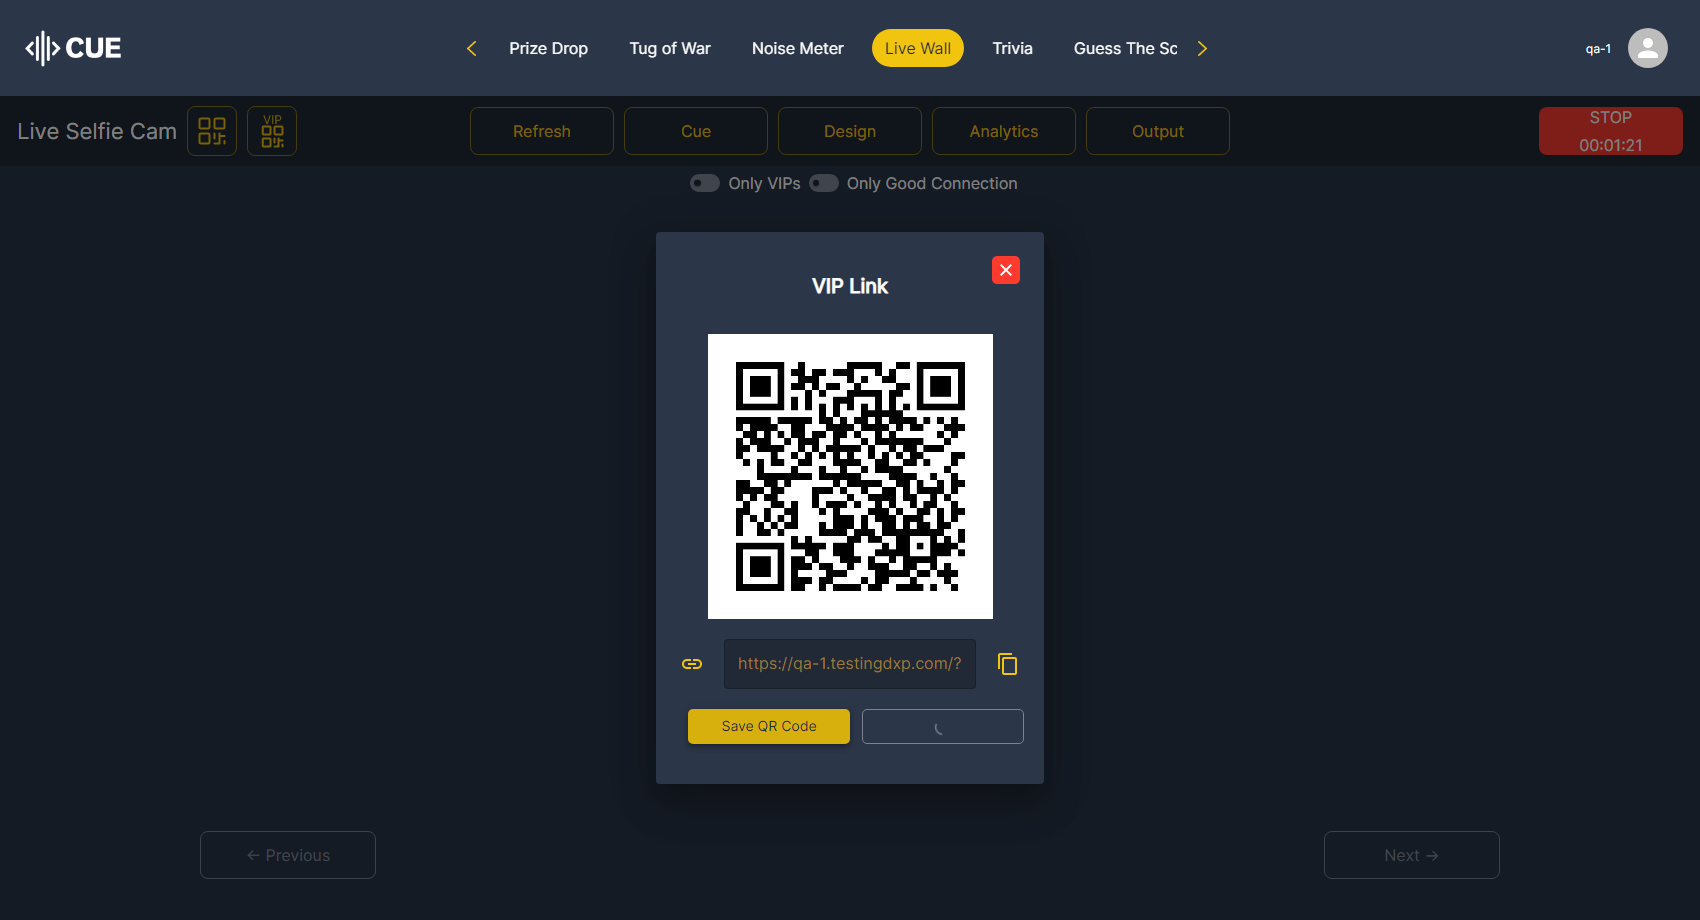 CUE
Prize Drop
Tug of War
Noise Meter
Live Wall
Trivia
Guess The Sc
qa-1
Live Selfie Cam
VIP
Refresh
Cue
Design
Analytics
Output
STOP
00:01:21
Only VIPs
Only Good Connection
VIP Link
https://qa-1.testingdxp.com/?
Save QR Code
← Previous
Next →